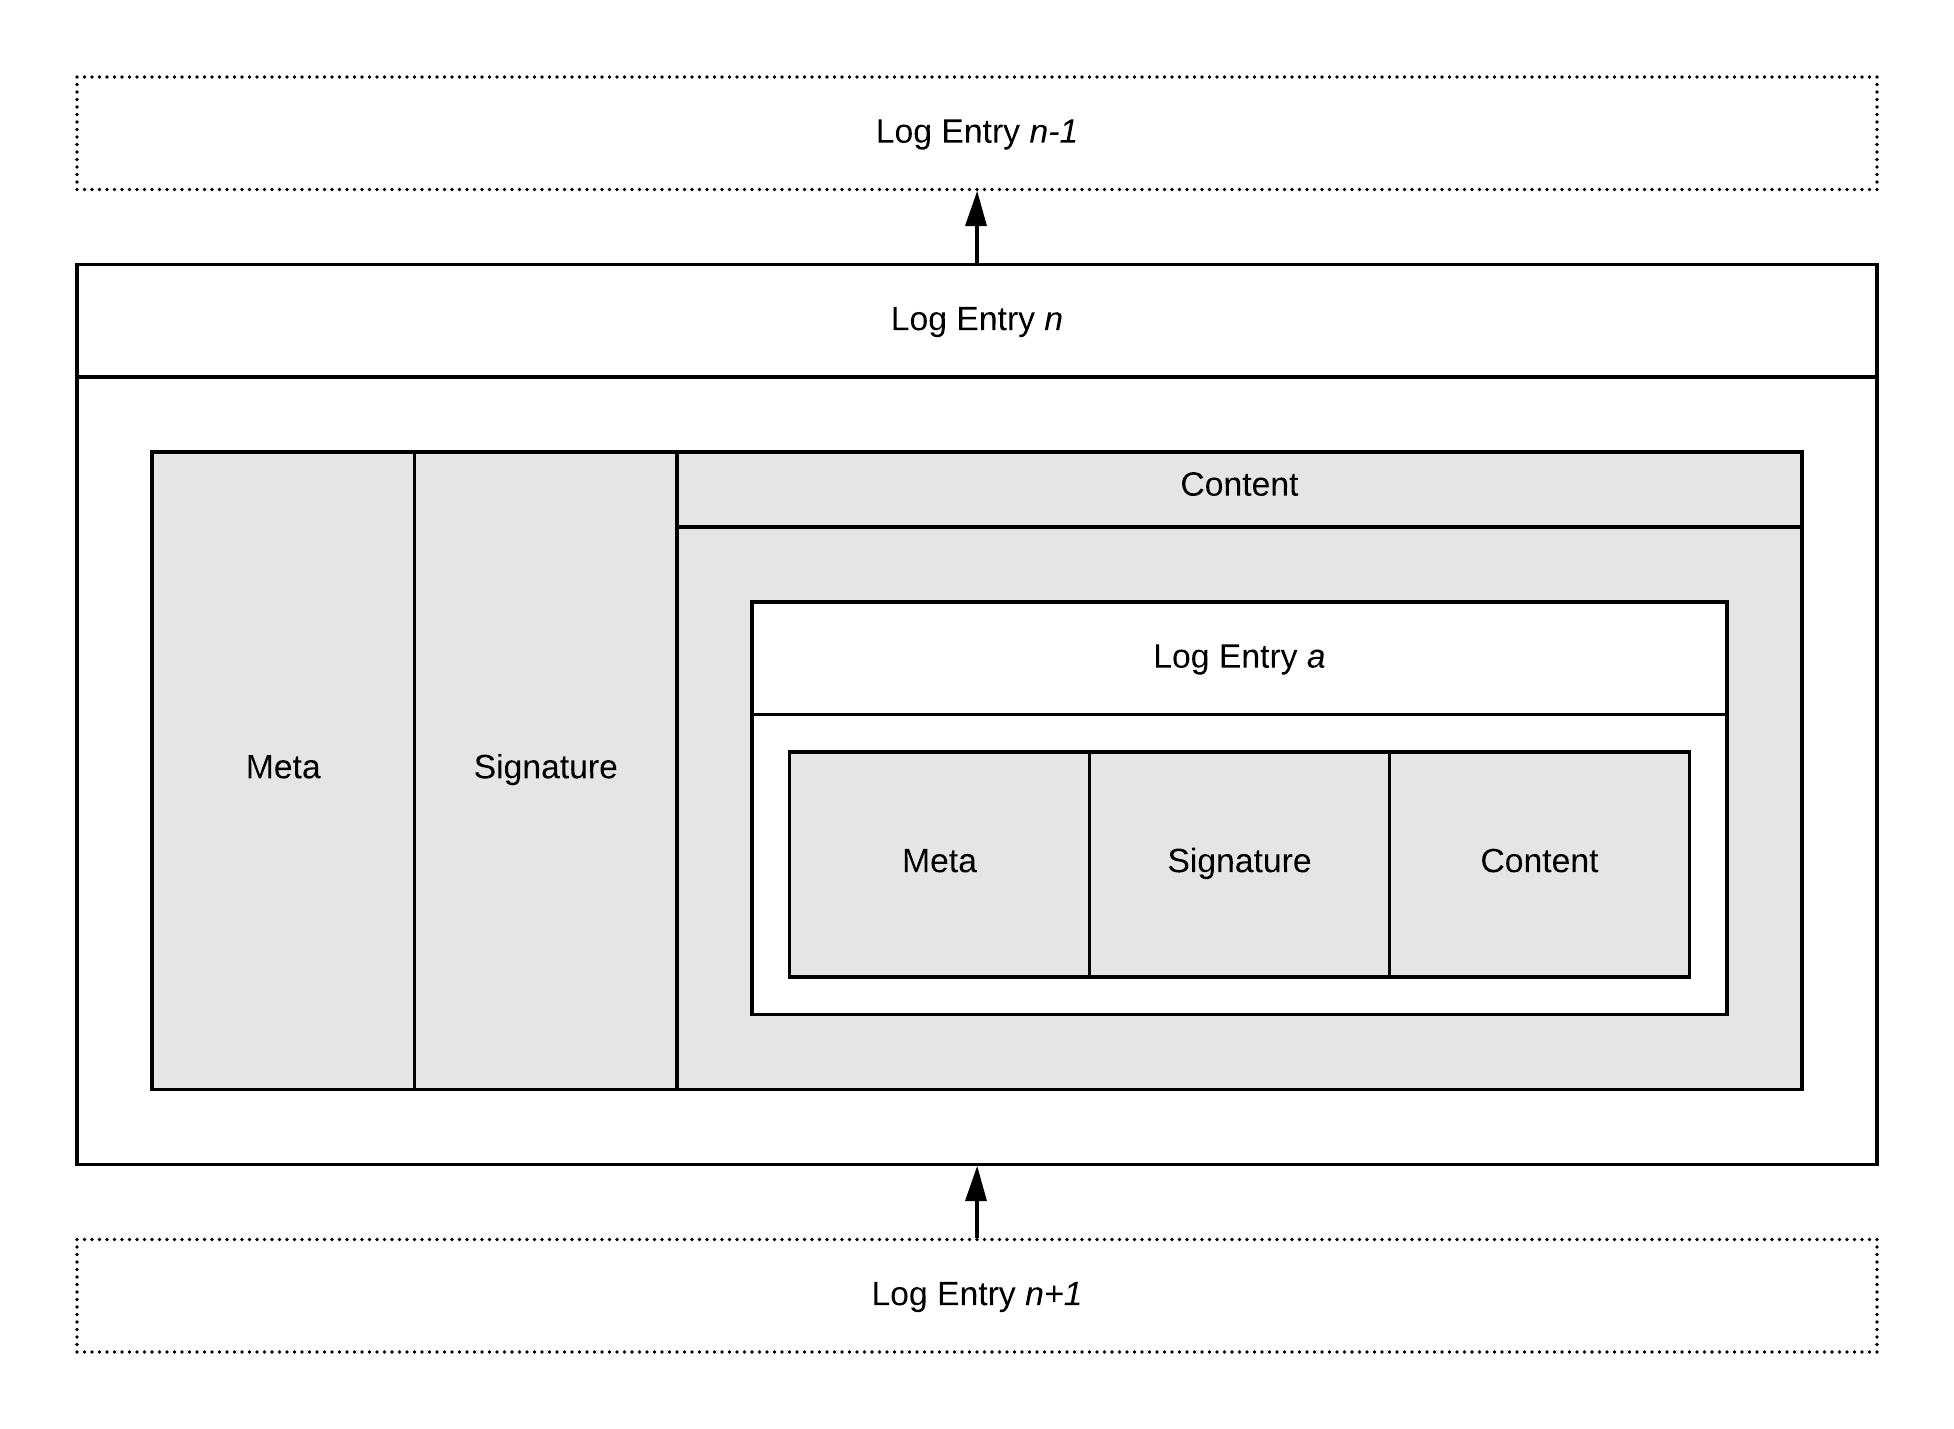 Log Entry n-1
Log Entry n
Content
Log Entry a
Meta
Signature
Meta
Signature
Content
Log Entry n+1